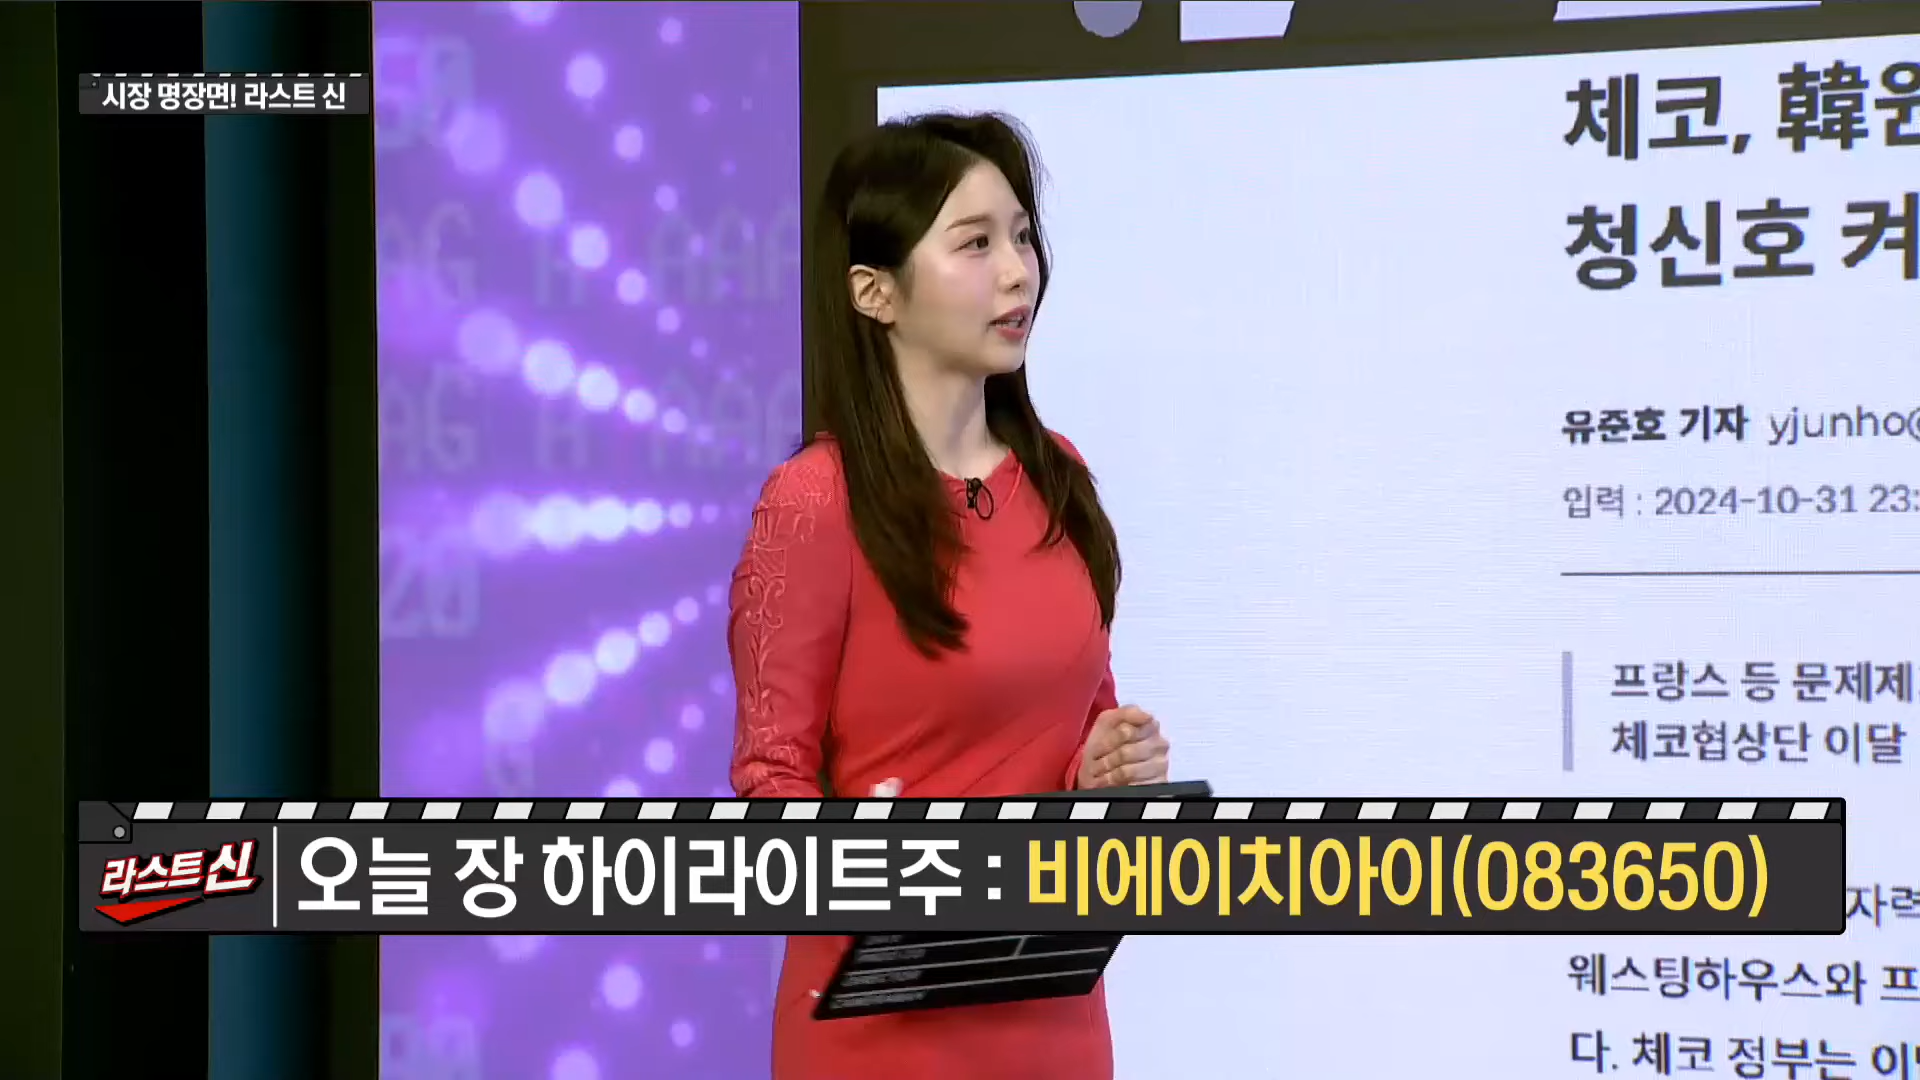 시장 명장면! 라스트 신
체코, 韓원
청신호 켜
유준호 기자 yjunho@
입력 : 2024-10-31 23:
프랑스 등 문제제
체코협상단 이달
라스트신
오늘 장 하이라이트주 : 비에이치아이(083650)
자력
웨스팅하우스와 프
다. 체코 정부는 이